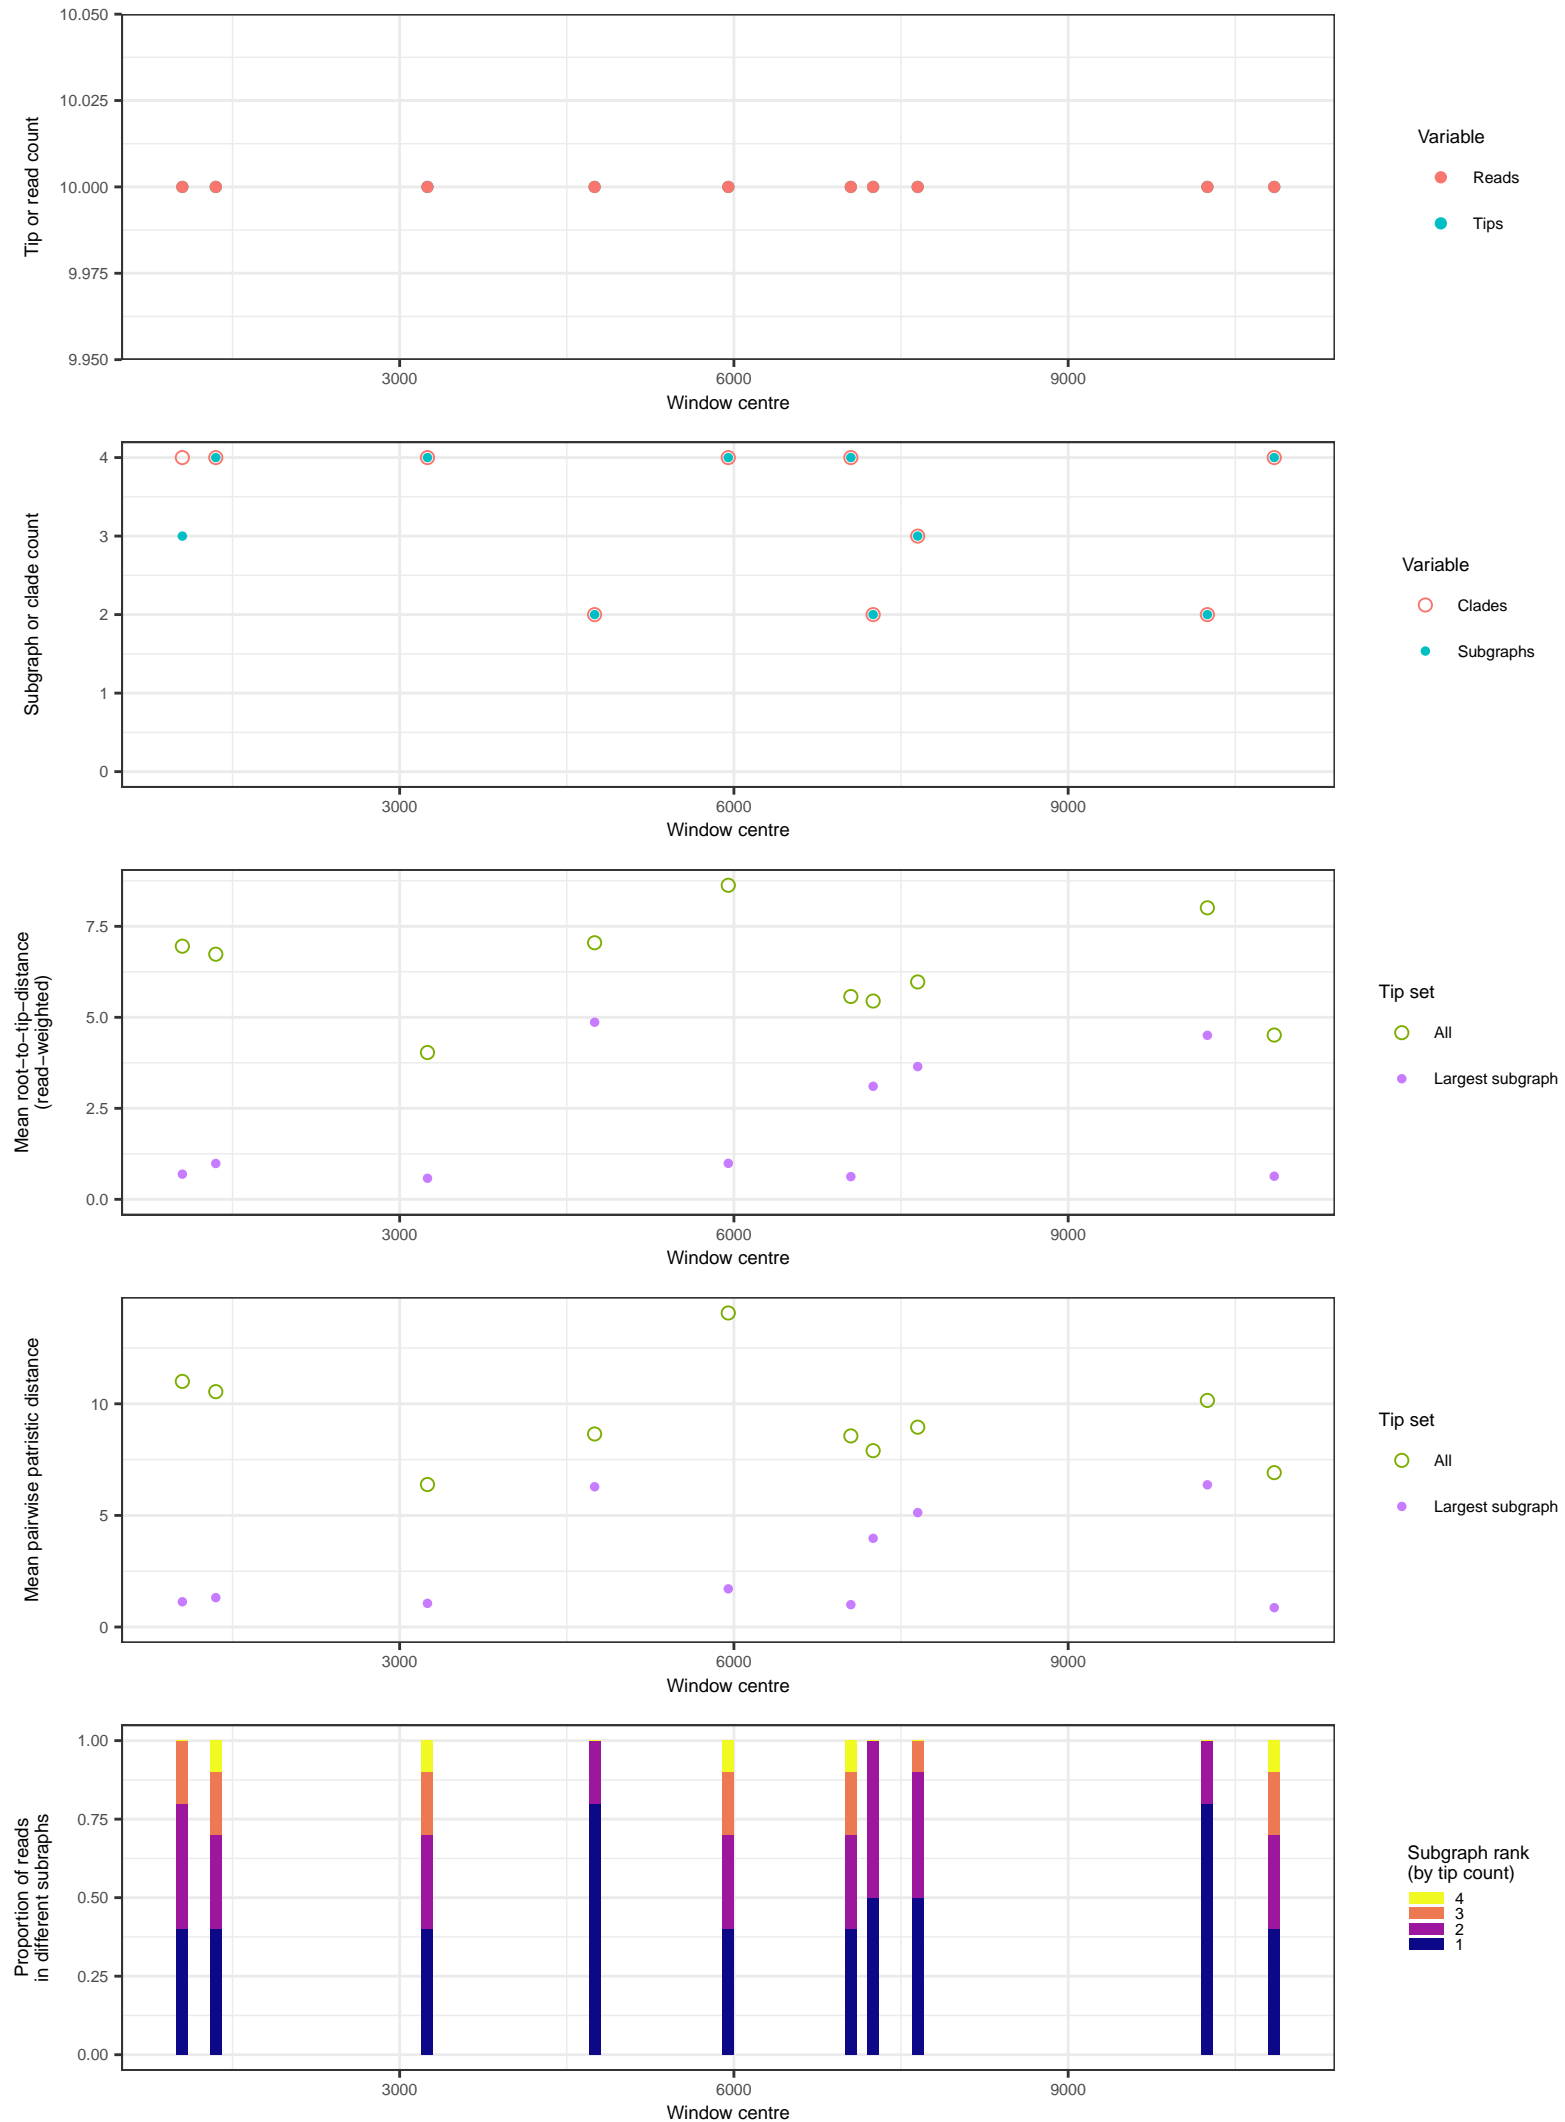 10.050
10.025
10.000
9.975
9.950
Tip or read count
3000
6000
9000
Window centre
Variable
Reads
Tips
4
3
2
1
0
Subgraph or clade count
3000
6000
9000
Window centre
Variable
Clades
Subgraphs
7.5
5.0
2.5
0.0
Mean root−to−tip−distance
(read−weighted)
3000
6000
9000
Window centre
Tip set
All
Largest subgraph
10
5
0
Mean pairwise patristic distance
3000
6000
9000
Window centre
Tip set
All
Largest subgraph
1.00
0.75
0.50
0.25
0.00
Proportion of reads
in different subraphs
3000
6000
9000
Window centre
Subgraph rank
(by tip count)
4
3
2
1